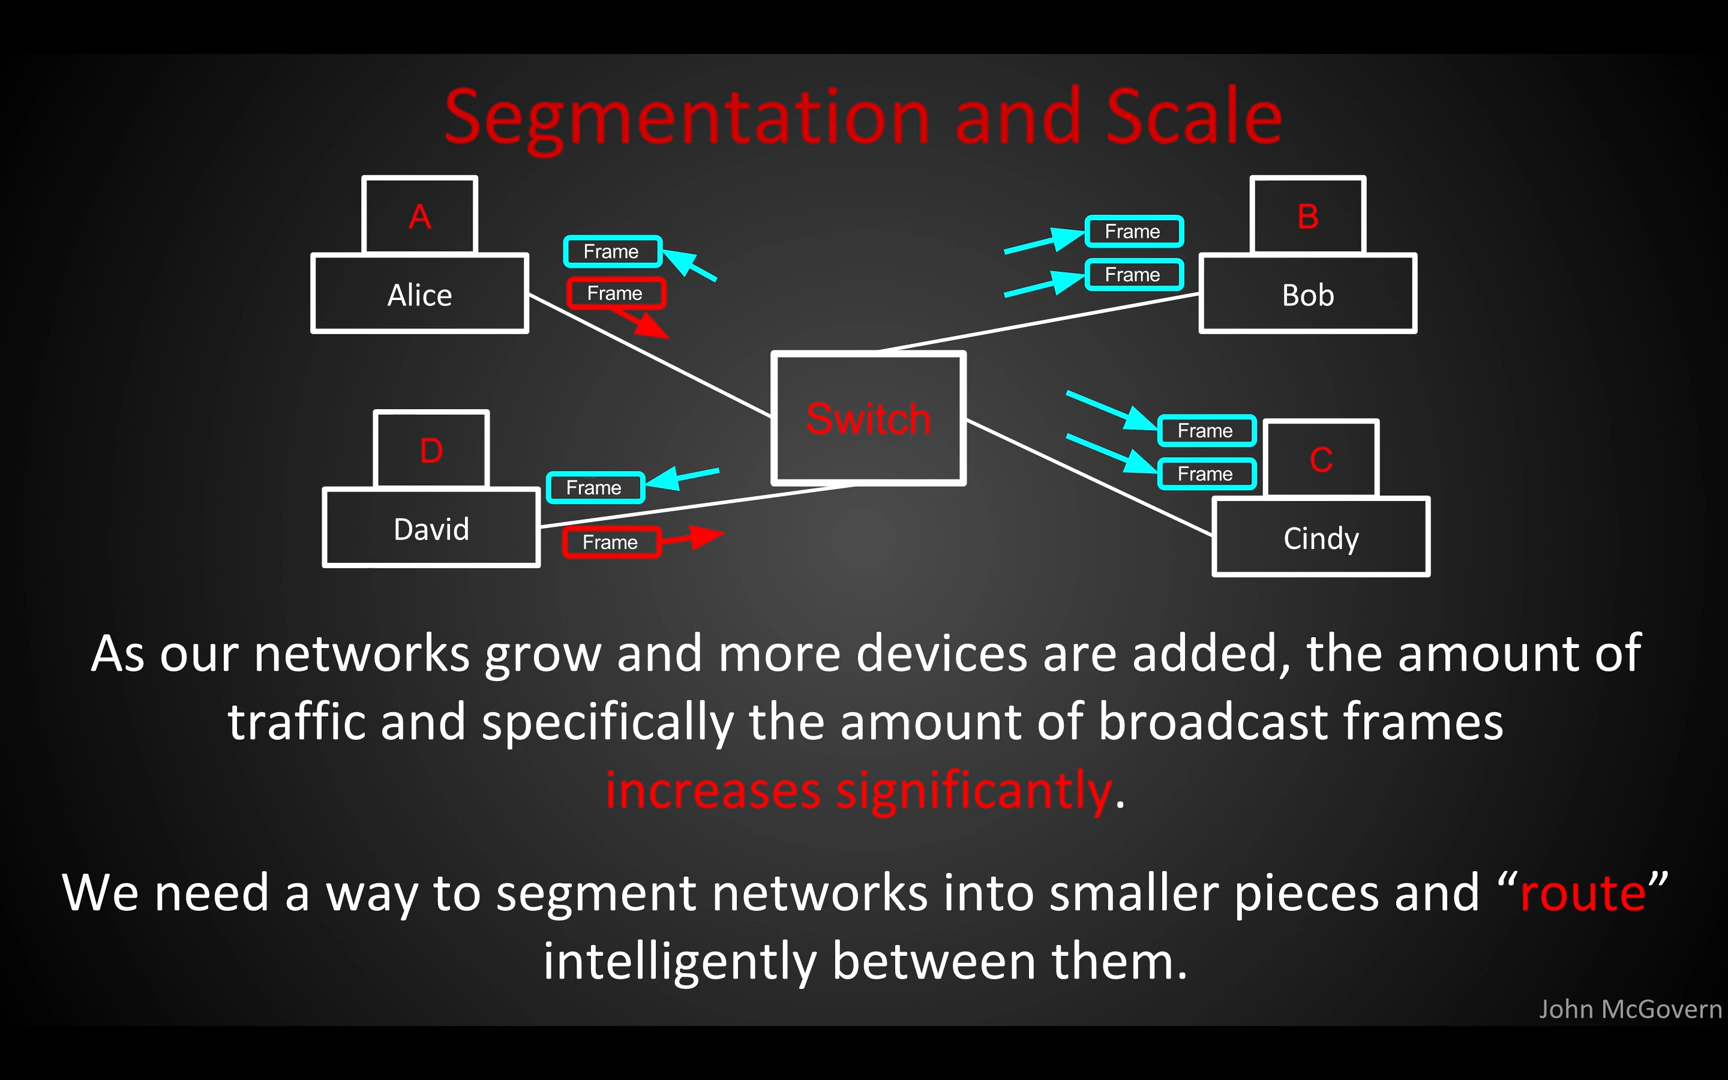 Segmentation and Scale
A
Alice
Frame
Frame
Frame
Frame
B
Bob
Switch
D
David
Frame
Frame
Frame
Frame
C
Cindy
As our networks grow and more devices are added, the amount of
traffic and specifically the amount of broadcast frames
increases significantly.
We need a way to segment networks into smaller pieces and “route”
intelligently between them.
John McGovern